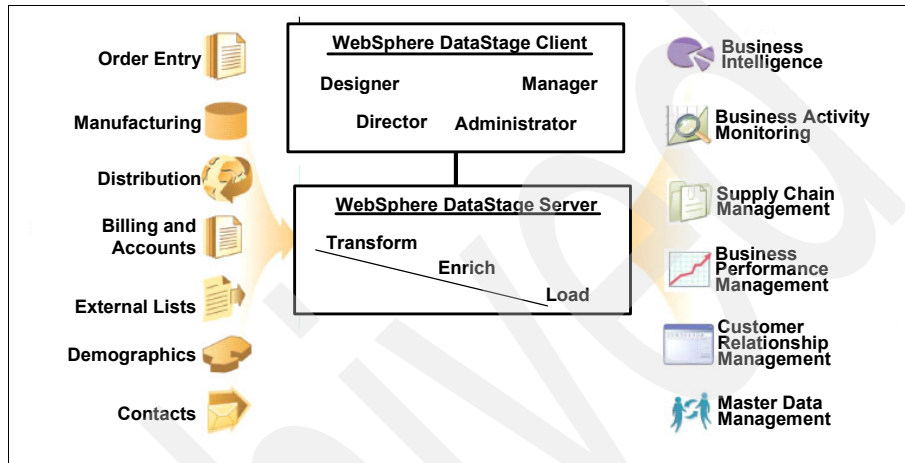 Order Entry
Manufacturing
Distribution
Billing and
Accounts
External Lists
Demographics
Contacts
WebSphere DataStage Client
Designer
Manager
Director
Administrator
WebSphere DataStage Server
Transform
Enrich
Load
Business
Intelligence
Business Activity
Monitoring
Supply Chain
Management
Business
Performance
Management
Customer
Relationship
Management
Master Data
Management